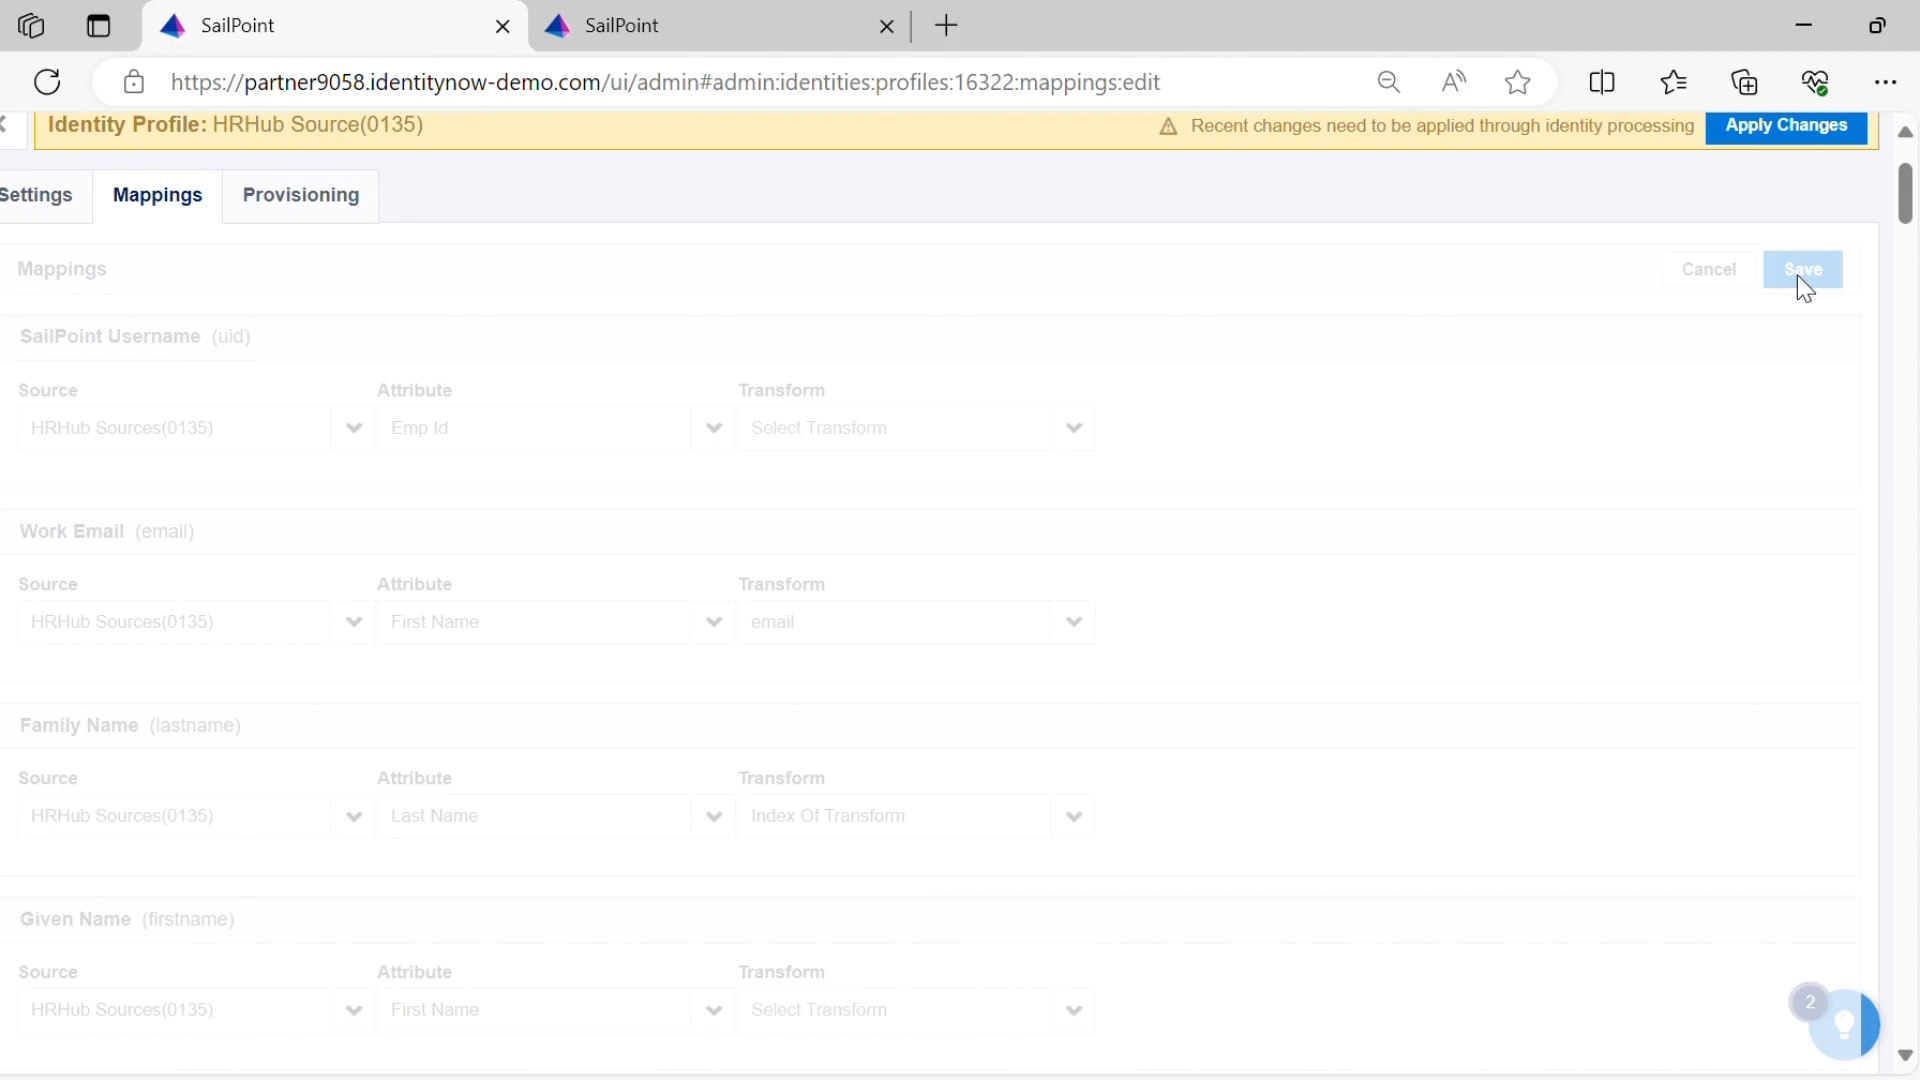 SailPoint
SailPoint
https://partner9058.identitynow-demo.com/ui/admin#admin:identities:profiles:16322:mappings:edit
Identity Profile: HRHub Source(0135)
Recent changes need to be applied through identity processing
Apply Changes
Settings
Mappings
Provisioning
Mappings
Cancel
Save
SailPoint Username (uid)
Source Attribute Transform
HRHub Sources(0135) Emp Id Select Transform
Work Email (email)
Source Attribute Transform
HRHub Sources(0135) First Name email
Family Name (lastname)
Source Attribute Transform
HRHub Sources(0135) Last Name Index Of Transform
Given Name (firstname)
Source Attribute Transform
HRHub Sources(0135) First Name Select Transform
2